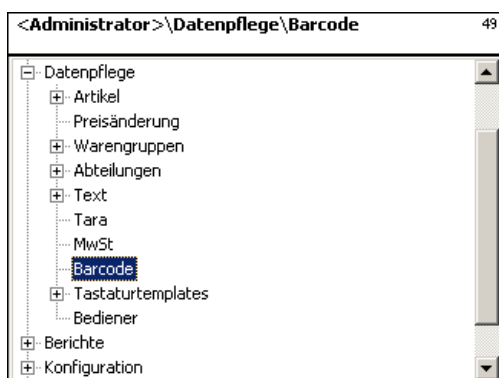 <Administrator>\Datenpflege\Barcode 49
Datenpflege
Artikel
Preisänderung
Warengruppen
Abteilungen
Text
Tara
MwSt
Barcode
Tastaturtemplates
Bediener
Berichte
Konfiguration